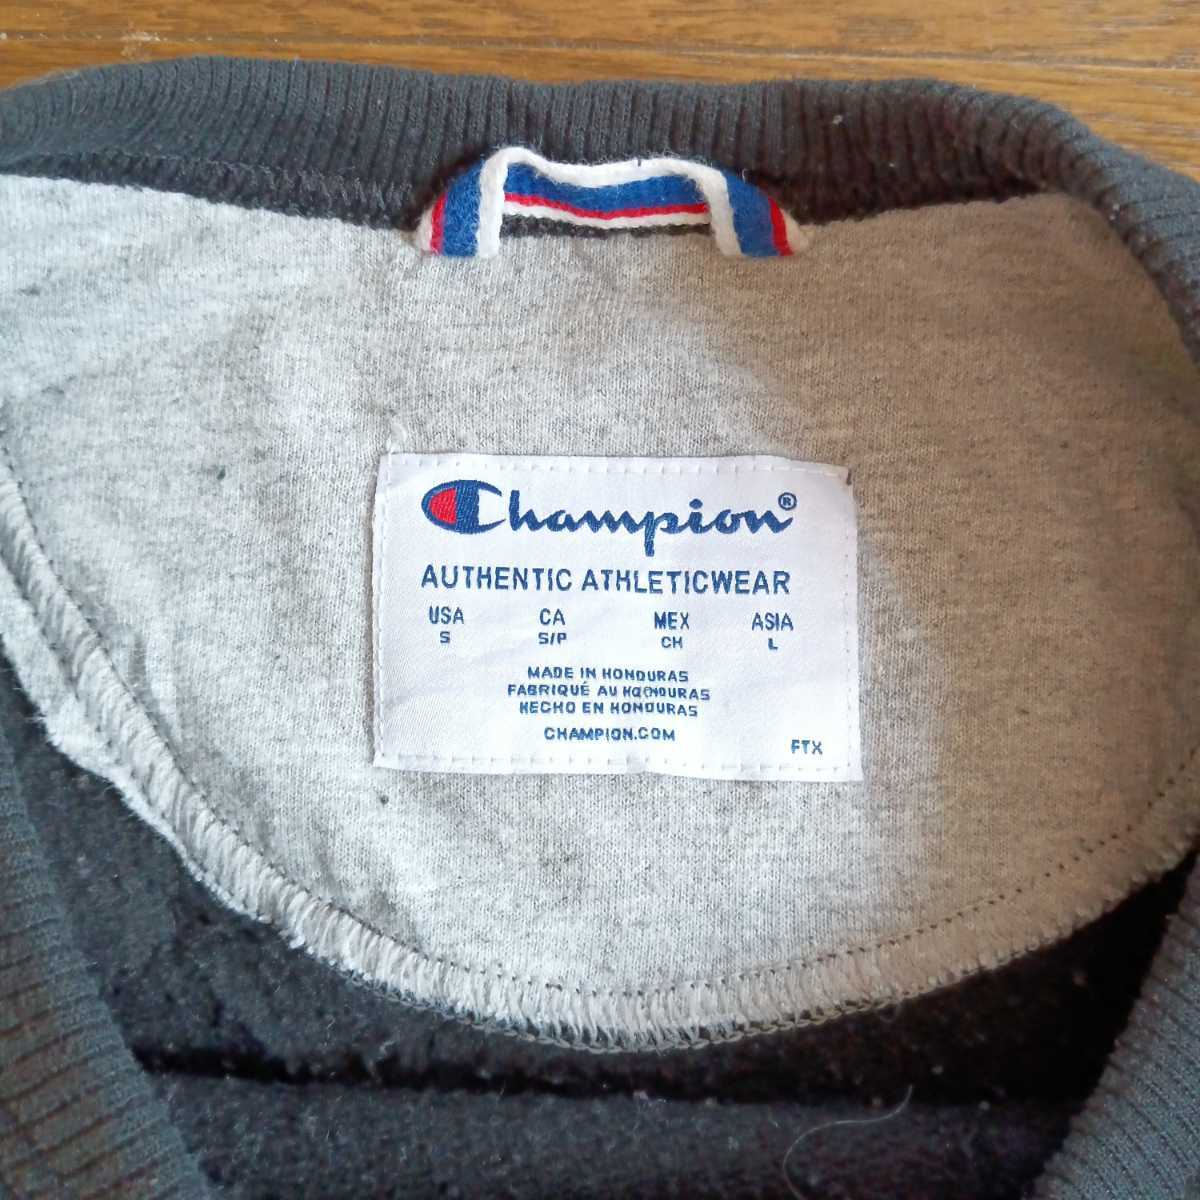 Champion®
AUTHENTIC ATHLETICWEAR
USA CA MEX ASIA
S S/P CH L
MADE IN HONDURAS
FABRIQUÉ AU HONDURAS
HECHO EN HONDURAS
CHAMPION.COM
FTX